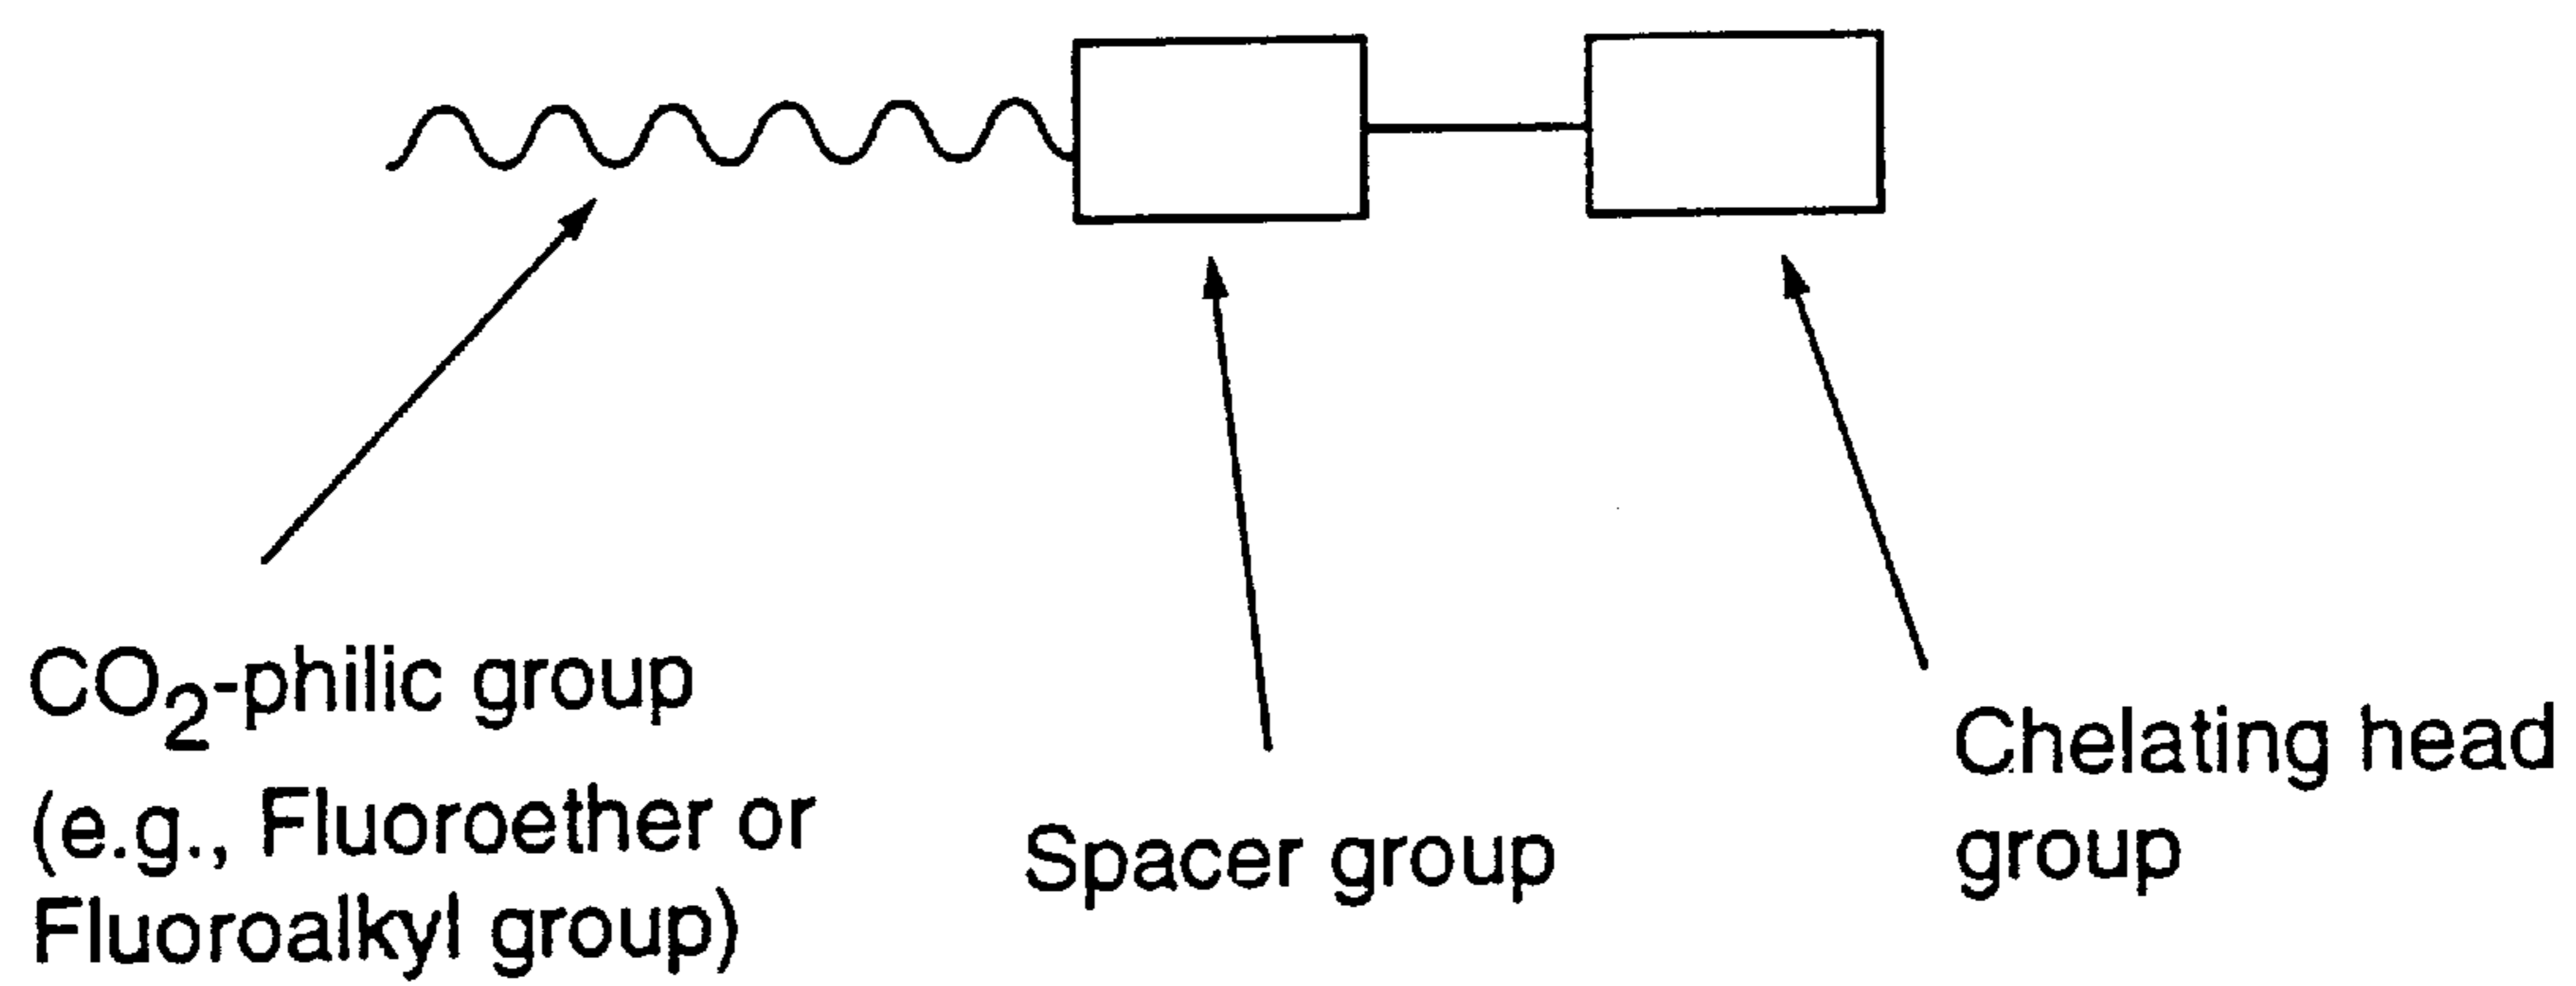 CO₂-philic group
(e.g., Fluoroether or
Fluoroalkyl group)
Spacer group
Chelating head
group